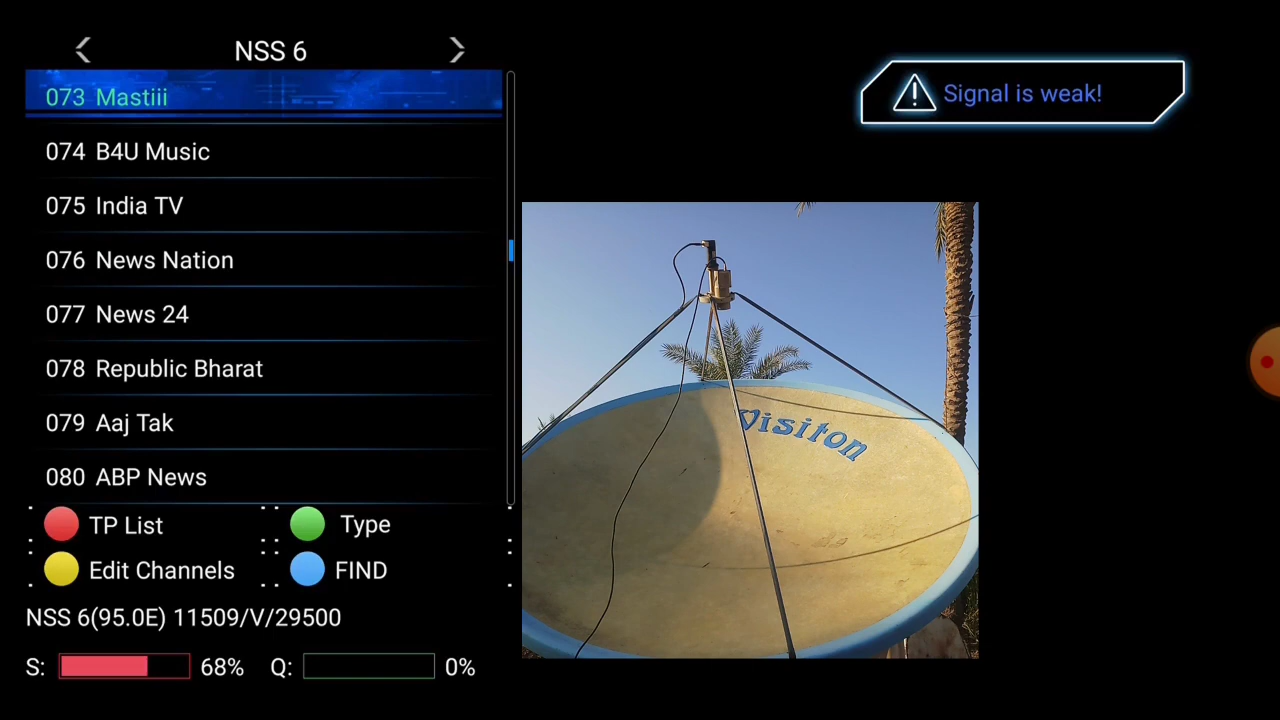 NSS 6
073 Mastiii
074 B4U Music
075 India TV
076 News Nation
077 News 24
078 Republic Bharat
079 Aaj Tak
080 ABP News
TP List
Type
Edit Channels
FIND
NSS 6(95.0E) 11509/V/29500
S: 68% Q: 0%
Signal is weak!
Visiton